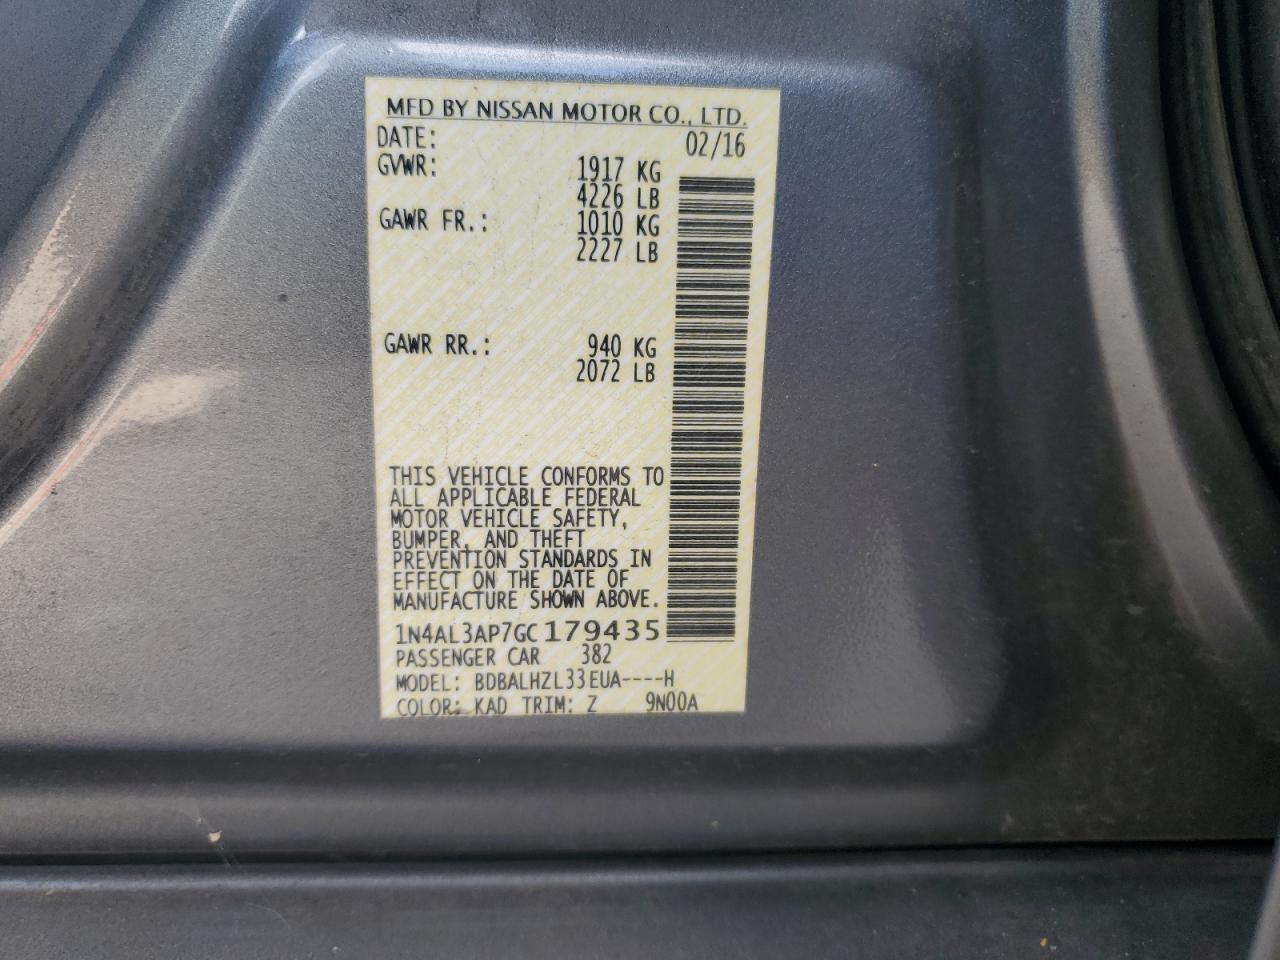 MFD BY NISSAN MOTOR CO., LTD.
DATE: 02/16
GVWR: 1917 KG
4226 LB
GAWR FR.: 1010 KG
2227 LB
GAWR RR.: 940 KG
2072 LB
THIS VEHICLE CONFORMS TO
ALL APPLICABLE FEDERAL
MOTOR VEHICLE SAFETY,
BUMPER, AND THEFT
PREVENTION STANDARDS IN
EFFECT ON THE DATE OF
MANUFACTURE SHOWN ABOVE.
1N4AL3AP7GC179435
PASSENGER CAR 382
MODEL: BDBALHZL33EUA----H
COLOR: KAD TRIM: Z 9N00A